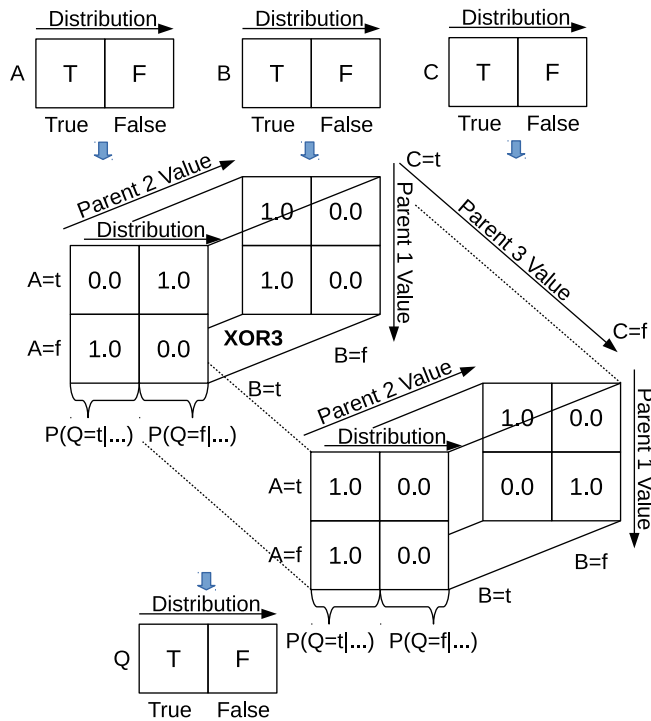 Distribution Distribution Distribution
A T F B T F C T F
True False True False True False
C=t
Parent 2 Value
Parent 1 Value
Parent 3 Value
1.0 0.0
Distribution
A=t 0.0 1.0 1.0 0.0
C=f
A=f 1.0 0.0 XOR3
B=f
B=t
P(Q=t|...) P(Q=f|...)
Parent 2 Value
Parent 1 Value
1.0 0.0
Distribution
A=t 1.0 0.0 0.0 1.0
A=f 1.0 0.0
B=f
B=t
P(Q=t|...) P(Q=f|...)
Distribution
Q T F
True False